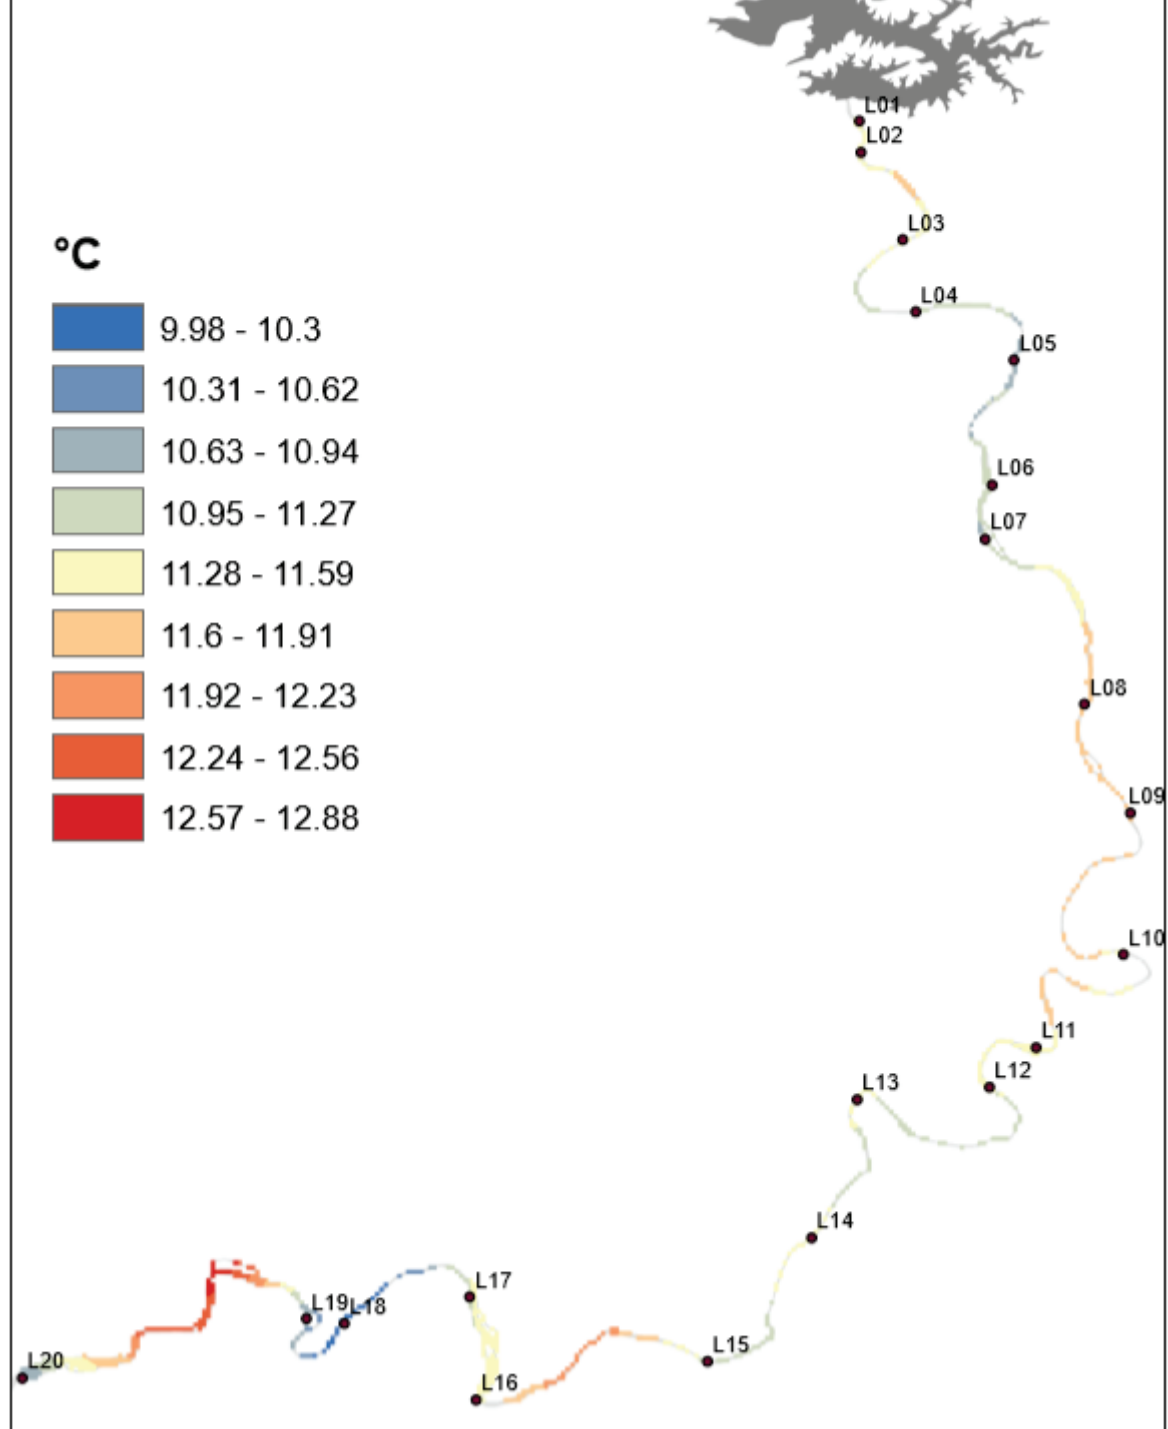 L01
L02
L03
°C
L04
9.98 - 10.3
L05
10.31 - 10.62
10.63 - 10.94
L06
10.95 - 11.27
L07
11.28 - 11.59
11.6 - 11.91
L08
11.92 - 12.23
12.24 - 12.56
L09
12.57 - 12.88
L10
L11
L12
L13
L14
L17
L19
L18
L15
L20
L16